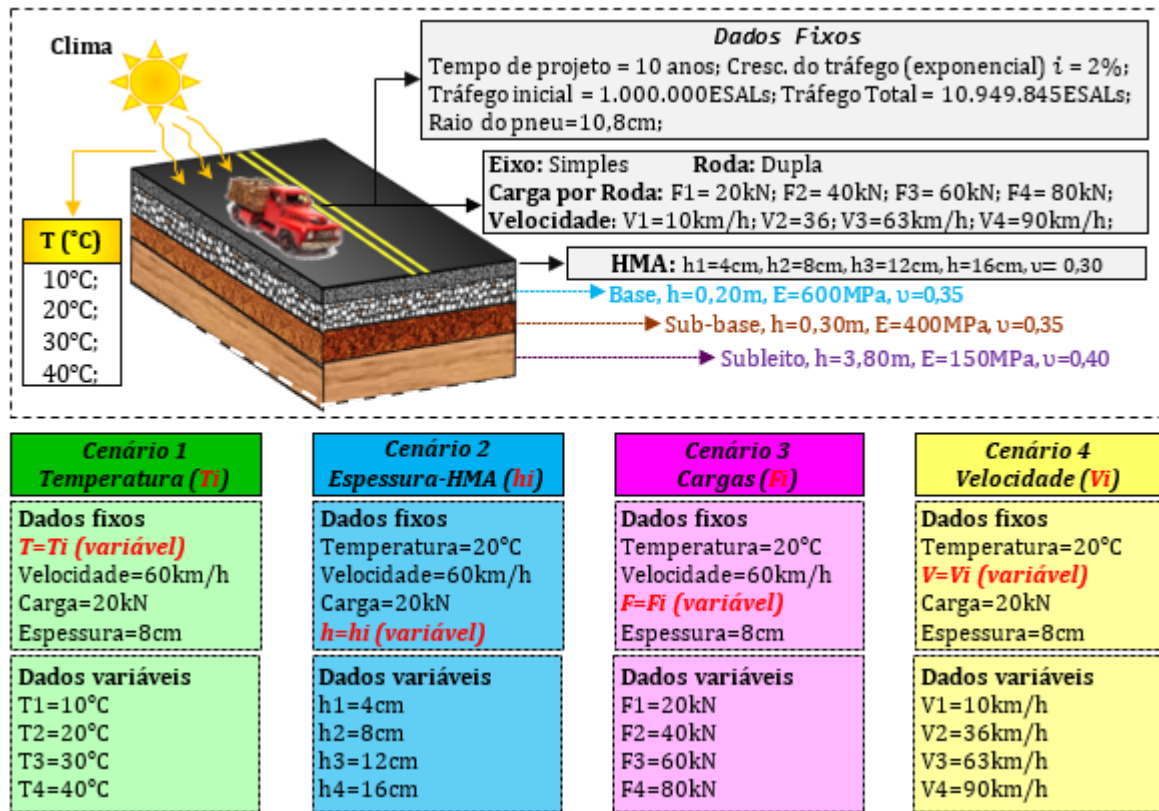 Clima
Dados Fixos
Tempo de projeto = 10 anos; Cresc. do tráfego (exponencial) i = 2%;
Tráfego inicial = 1.000.000ESALs; Tráfego Total = 10.949.845ESALs;
Raio do pneu=10,8cm;
Eixo: Simples Roda: Dupla
Carga por Roda: F1= 20kN; F2= 40kN; F3= 60kN; F4= 80kN;
Velocidade: V1=10km/h; V2=36; V3=63km/h; V4=90km/h;
T (°C)
10°C;
20°C;
30°C;
40°C;
HMA: h1=4cm, h2=8cm, h3=12cm, h=16cm, υ= 0,30
Base, h=0,20m, E=600MPa, υ=0,35
Sub-base, h=0,30m, E=400MPa, υ=0,35
Subleito, h=3,80m, E=150MPa, υ=0,40
Cenário 1
Temperatura (Ti)
Dados fixos
T=Ti (variável)
Velocidade=60km/h
Carga=20kN
Espessura=8cm
Dados variáveis
T1=10°C
T2=20°C
T3=30°C
T4=40°C
Cenário 2
Espessura-HMA (hi)
Dados fixos
Temperatura=20°C
Velocidade=60km/h
Carga=20kN
h=hi (variável)
Dados variáveis
h1=4cm
h2=8cm
h3=12cm
h4=16cm
Cenário 3
Cargas (Fi)
Dados fixos
Temperatura=20°C
Velocidade=60km/h
F=Fi (variável)
Espessura=8cm
Dados variáveis
F1=20kN
F2=40kN
F3=60kN
F4=80kN
Cenário 4
Velocidade (Vi)
Dados fixos
Temperatura=20°C
V=Vi (variável)
Carga=20kN
Espessura=8cm
Dados variáveis
V1=10km/h
V2=36km/h
V3=63km/h
V4=90km/h